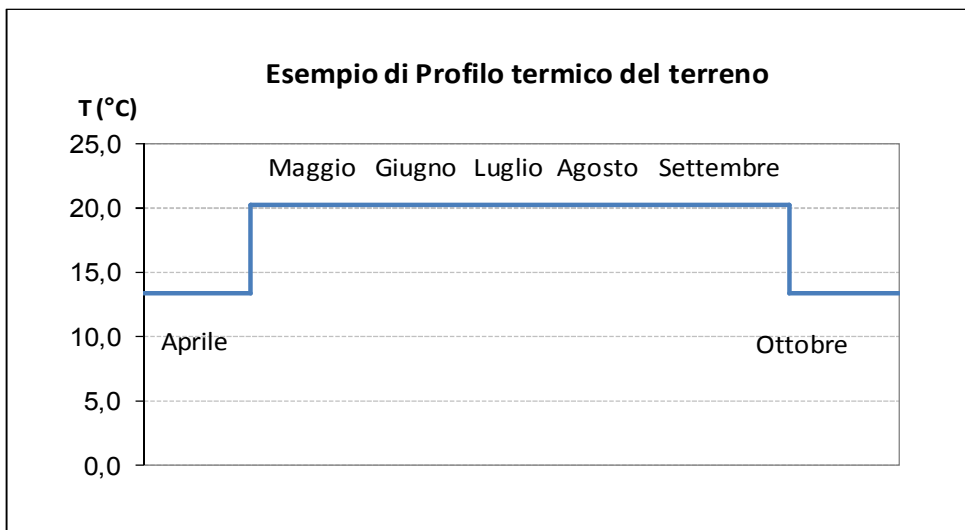 Esempio di Profilo termico del terreno
T (°C)
25,0
Maggio Giugno Luglio Agosto Settembre
20,0
15,0
10,0
Aprile
Ottobre
5,0
0,0